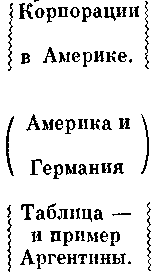 Корпорации
в Америке.
Америка и
Германия
Таблица —
и пример
Аргентины.